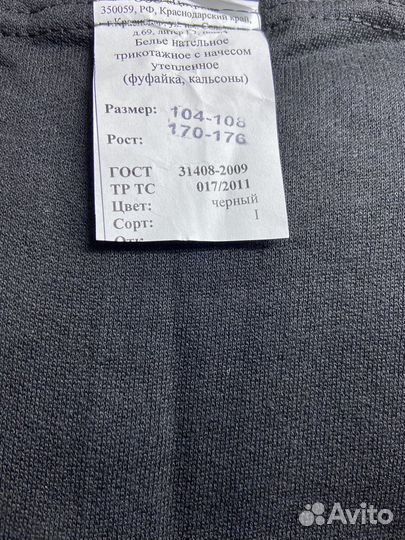 350059, РФ, Краснодарский край,
г.
Белье нательное
трикотажное с начесом
утепленное
(фуфайка, кальсоны)
Размер: 104-108
Рост: 170-176
ГОСТ 31408-2009
ТР ТС 017/2011
Цвет: черный
Сорт: I
Avito